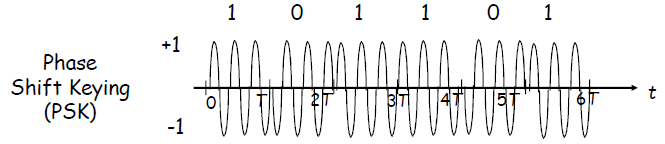 1 0 1 1 0 1
+1
Phase
Shift Keying
(PSK)
0 T 2T 3T 4T 5T 6T t
-1